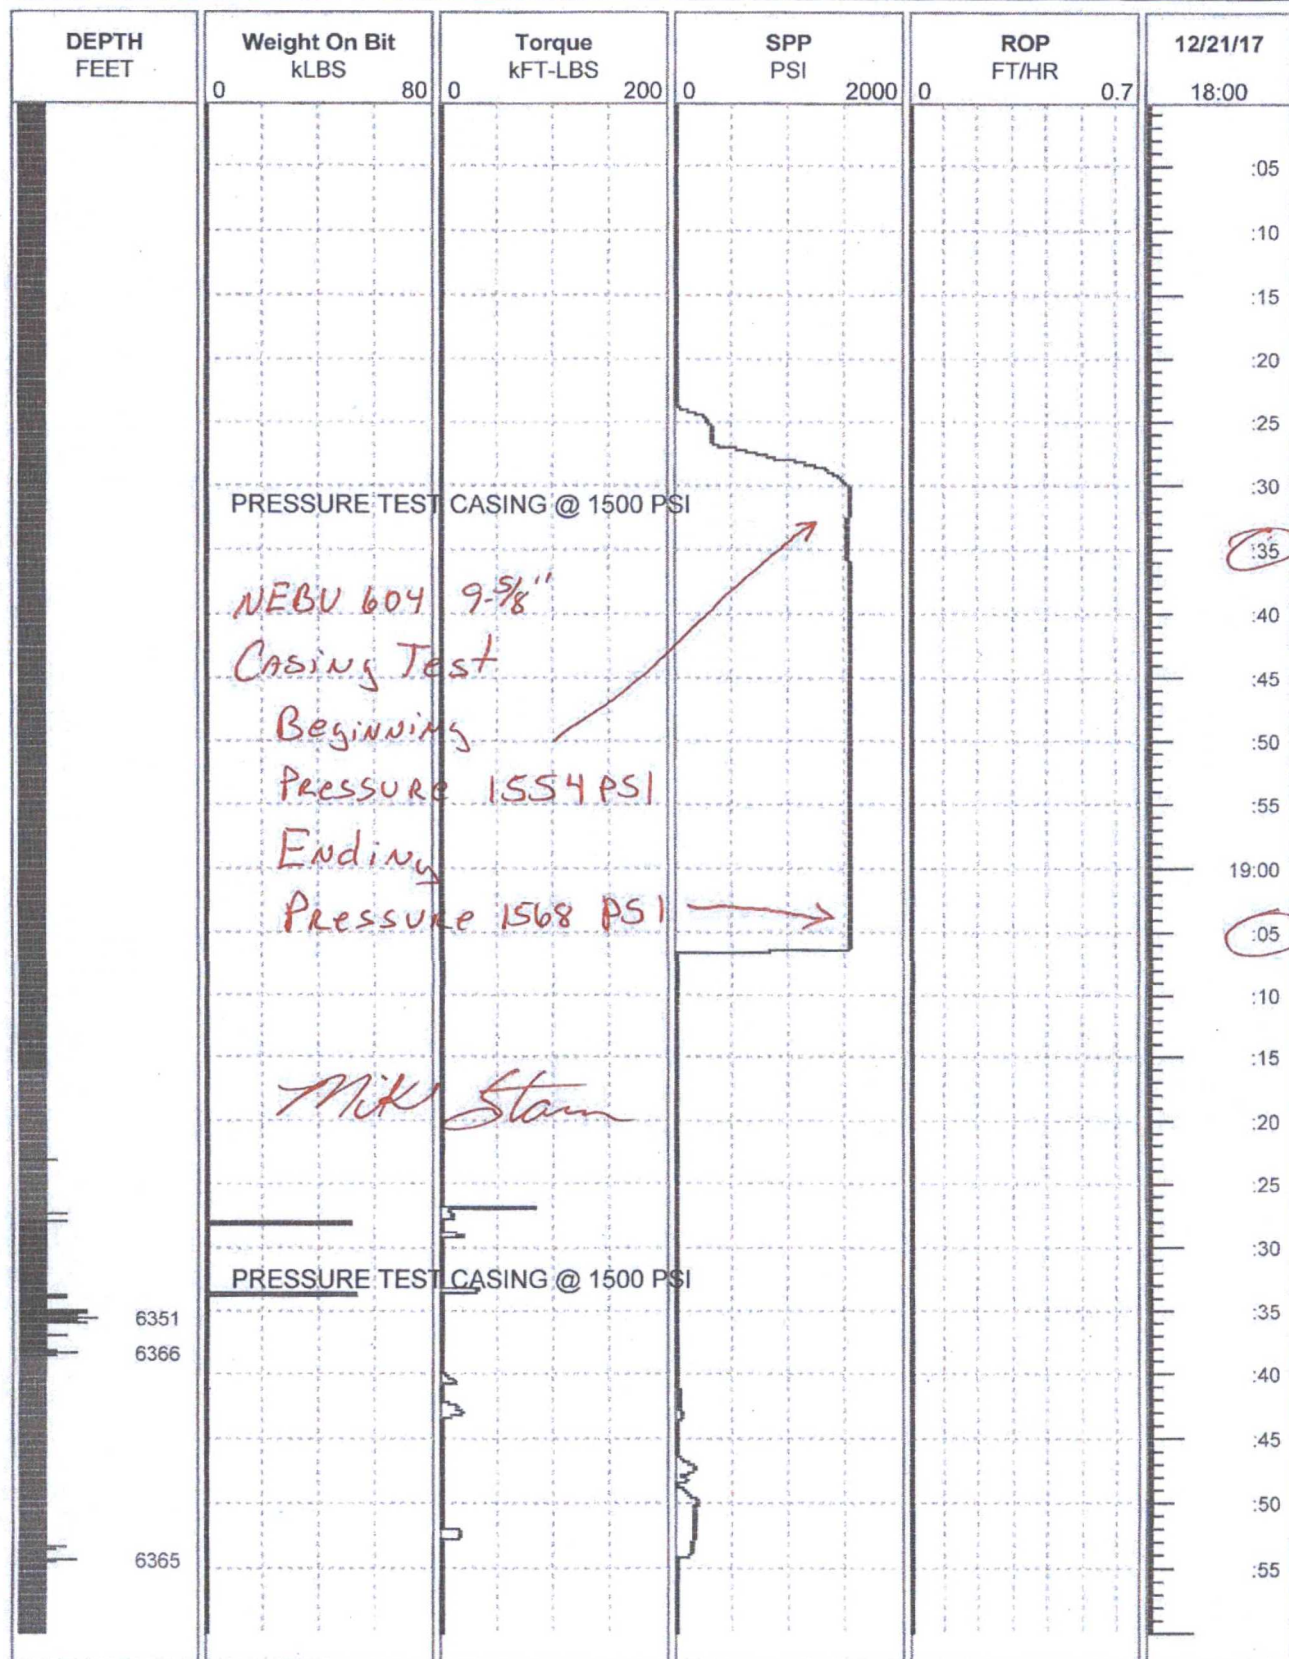 DEPTH
FEET
Weight On Bit
kLBS
0 80
Torque
kFT-LBS
0 200
SPP
PSI
0 2000
ROP
FT/HR
0 0.7
12/21/17
18:00
:05
:10
:15
:20
:25
:30
PRESSURE TEST CASING @ 1500 PSI
:35
NEBU 604 9-5/8"
:40
Casing Test
:45
Beginning
:50
Pressure 1554 PSI
:55
Ending
19:00
Pressure 1568 PSI
:05
:10
:15
:20
:25
:30
PRESSURE TEST CASING @ 1500 PSI
6351
:35
6366
:40
:45
:50
6365
:55